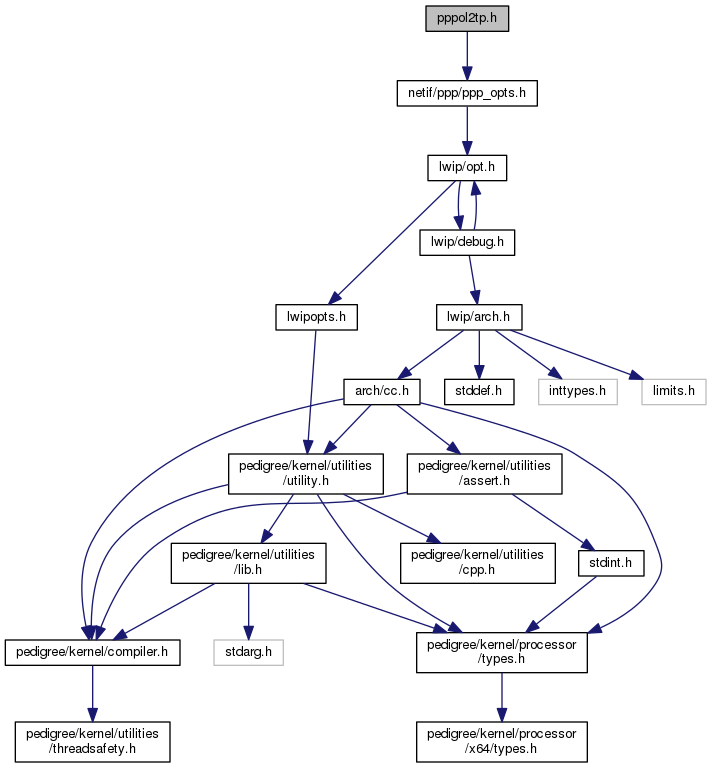 pppol2tp.h
netif/ppp/ppp_opts.h
lwip/opt.h
lwip/debug.h
lwipopts.h
lwip/arch.h
arch/cc.h
stddef.h
inttypes.h
limits.h
pedigree/kernel/utilities
/utility.h
pedigree/kernel/utilities
/assert.h
pedigree/kernel/utilities
/lib.h
pedigree/kernel/utilities
/cpp.h
stdint.h
pedigree/kernel/compiler.h
stdarg.h
pedigree/kernel/processor
/types.h
pedigree/kernel/utilities
/threadsafety.h
pedigree/kernel/processor
/x64/types.h